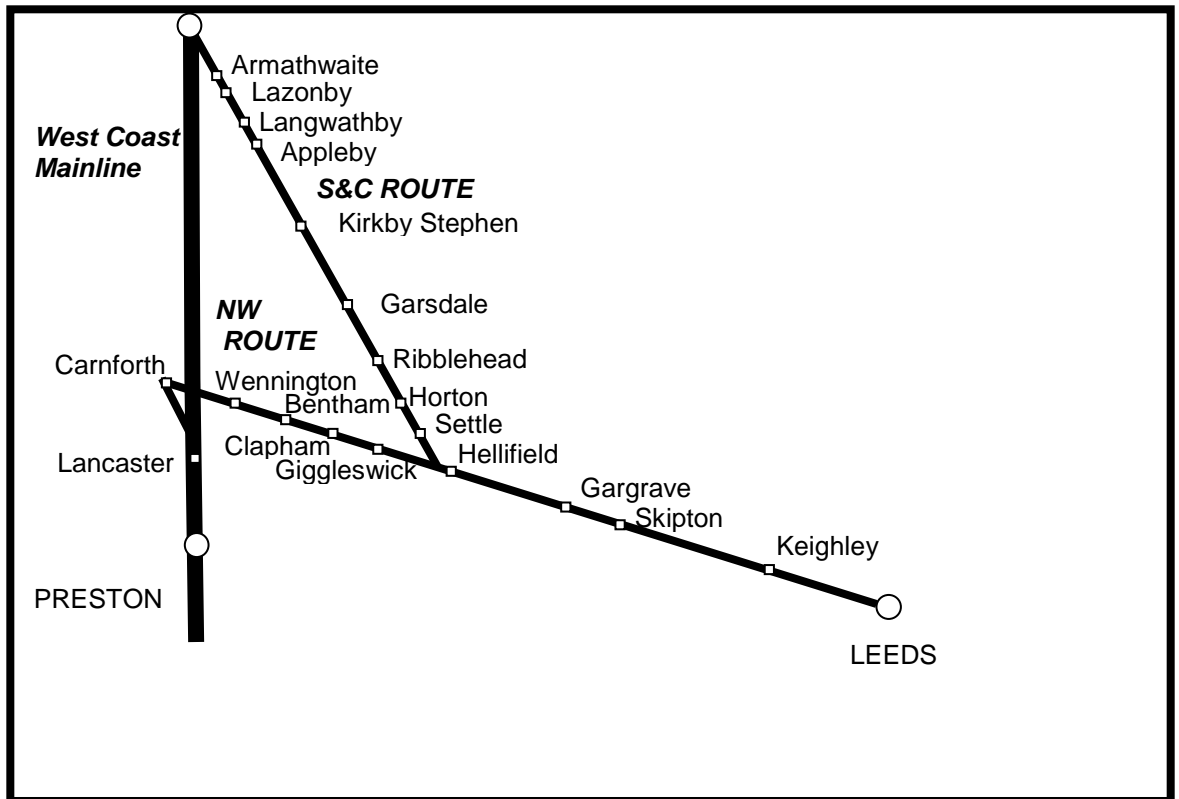 Armathwaite
Lazonby
Langwathby
West Coast
Mainline
Appleby
S&C ROUTE
Kirkby Stephen
NW
ROUTE
Garsdale
Carnforth
Ribblehead
Wennington
Bentham
Horton
Settle
Clapham
Hellifield
Lancaster
Giggleswick
Gargrave
Skipton
Keighley
PRESTON
LEEDS